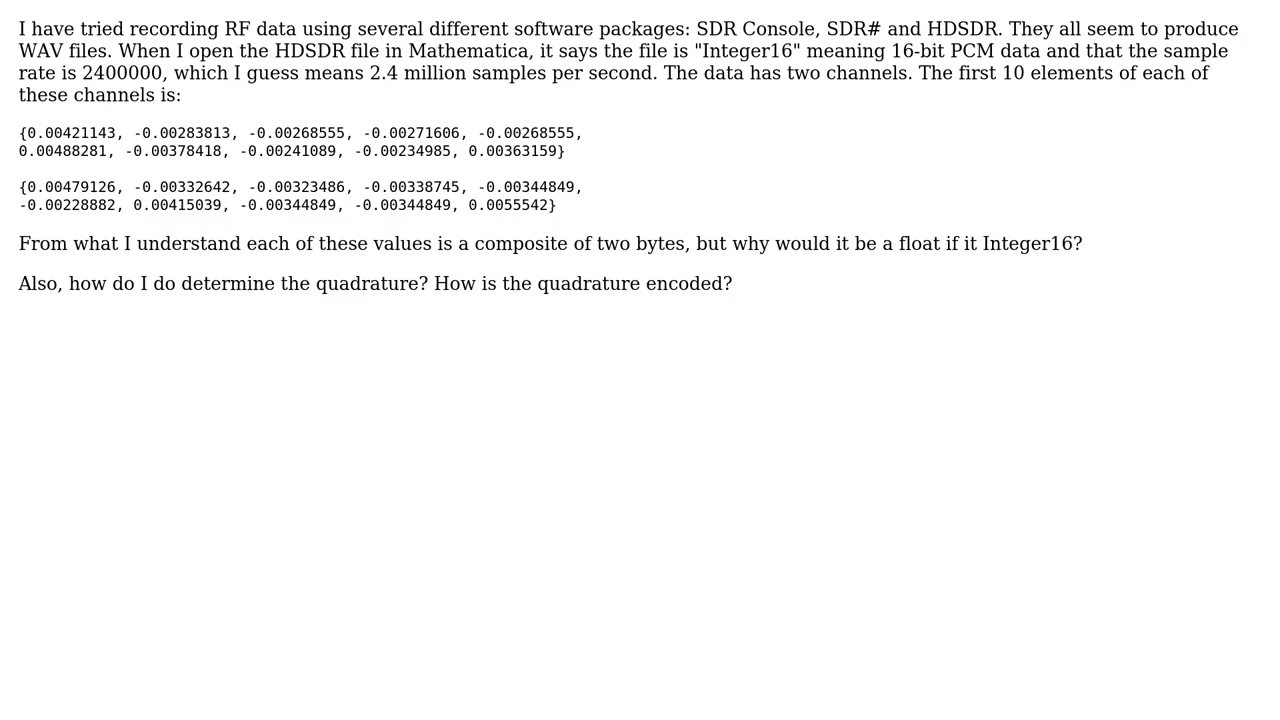 I have tried recording RF data using several different software packages: SDR Console, SDR# and HDSDR. They all seem to produce
WAV files. When I open the HDSDR file in Mathematica, it says the file is "Integer16" meaning 16-bit PCM data and that the sample
rate is 2400000, which I guess means 2.4 million samples per second. The data has two channels. The first 10 elements of each of
these channels is:
{0.00421143, -0.00283813, -0.00268555, -0.00271606, -0.00268555,
0.00488281, -0.00378418, -0.00241089, -0.00234985, 0.00363159}
{0.00479126, -0.00332642, -0.00323486, -0.00338745, -0.00344849,
-0.00228882, 0.00415039, -0.00344849, -0.00344849, 0.0055542}
From what I understand each of these values is a composite of two bytes, but why would it be a float if it Integer16?
Also, how do I do determine the quadrature? How is the quadrature encoded?